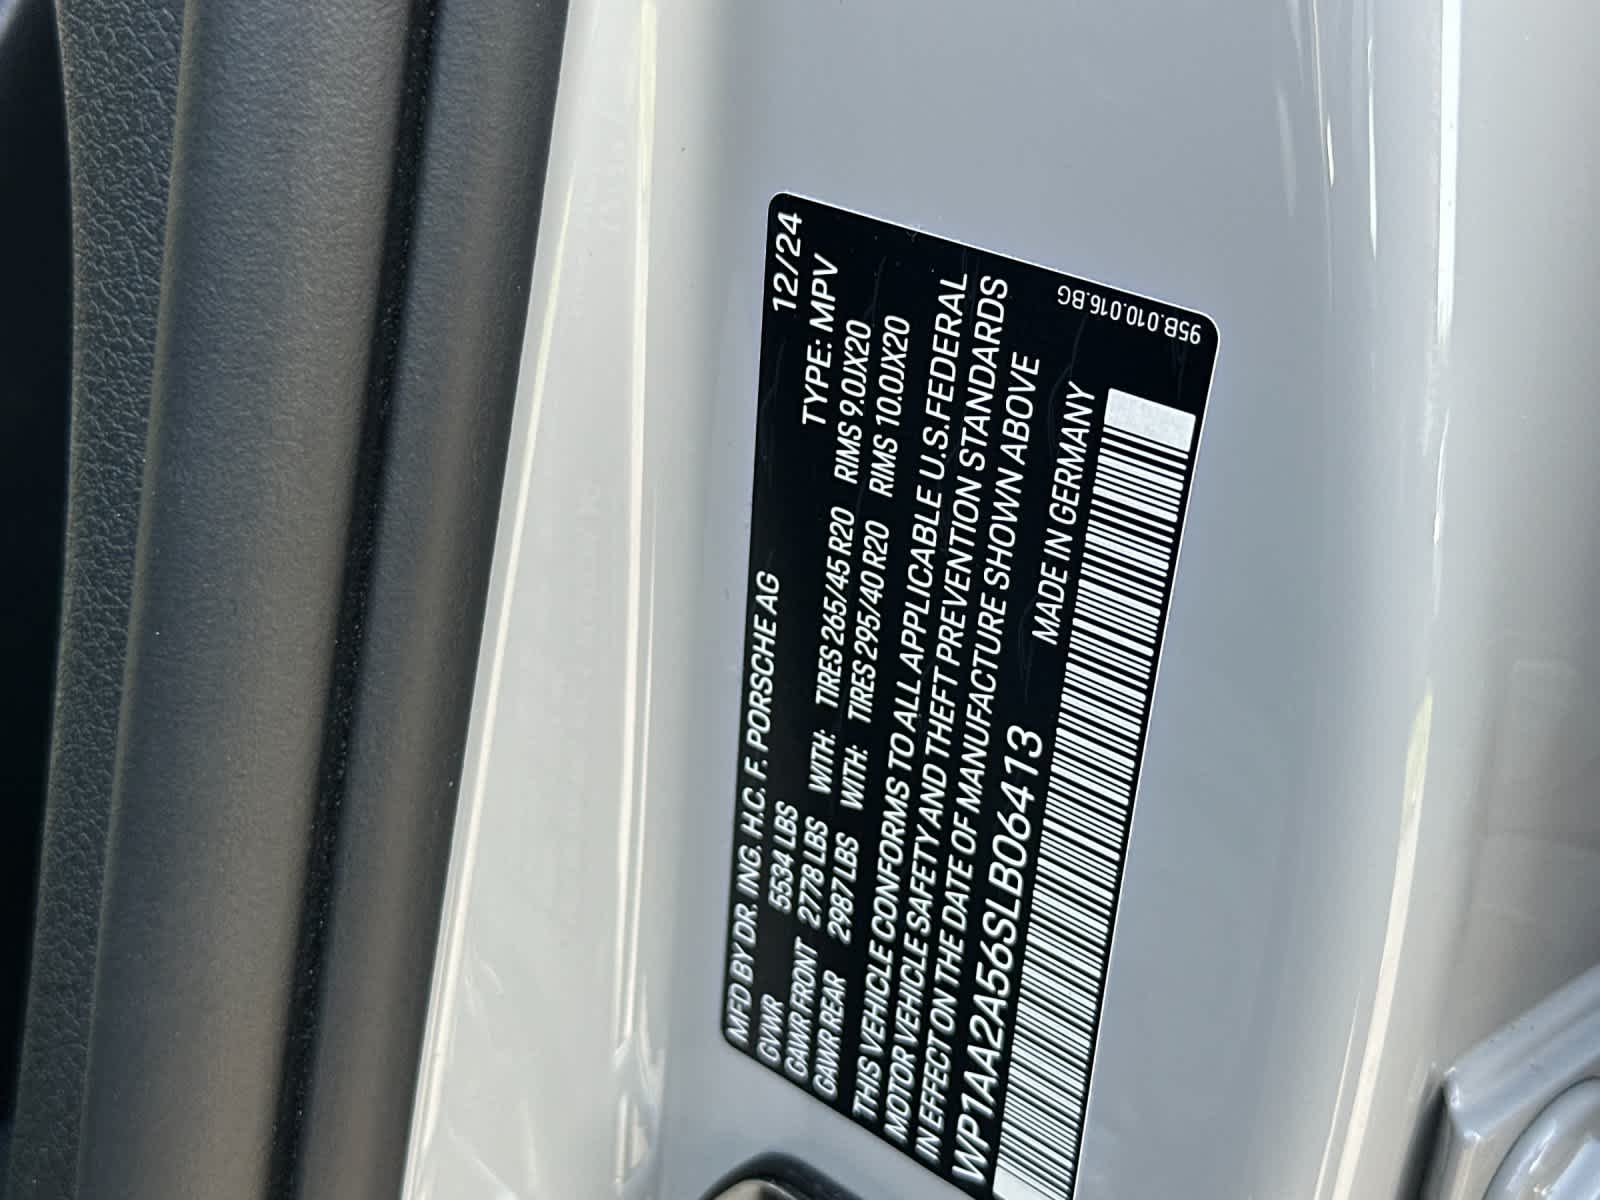 MFD BY DR. ING. H.C. F. PORSCHE AG 12/24
GVWR 5534 LBS TYPE: MPV
GAWR FRONT 2778 LBS WITH: TIRES 265/45 R20 RIMS 9.0JX20
GAWR REAR 2987 LBS WITH: TIRES 295/40 R20 RIMS 10.0JX20
THIS VEHICLE CONFORMS TO ALL APPLICABLE U.S.FEDERAL
MOTOR VEHICLE SAFETY AND THEFT PREVENTION STANDARDS
IN EFFECT ON THE DATE OF MANUFACTURE SHOWN ABOVE
WP1AA2A56SLB06413 MADE IN GERMANY
95B.010.016.BG